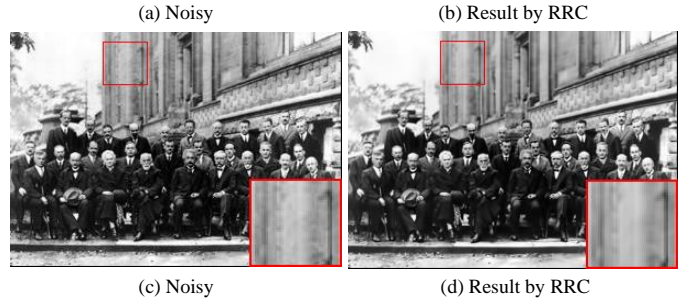 (a) Noisy
(b) Result by RRC
(c) Noisy
(d) Result by RRC